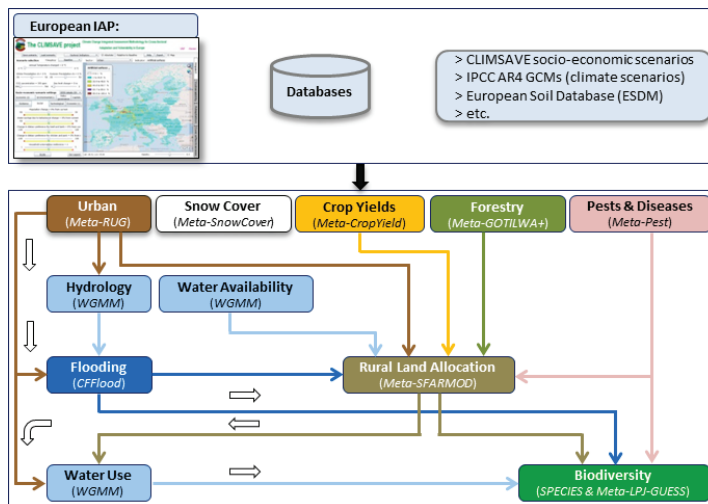 European IAP:
The CLIMSAVE project
Databases
> CLIMSAVE socio-economic scenarios
> IPCC AR4 GCMs (climate scenarios)
> European Soil Database (ESDM)
> etc.
Urban
(Meta-RUG)
Snow Cover
(Meta-SnowCover)
Crop Yields
(Meta-CropYield)
Forestry
(Meta-GOTILWA+)
Pests & Diseases
(Meta-Pest)
Hydrology
(WGMM)
Water Availability
(WGMM)
Flooding
(CFFlood)
Rural Land Allocation
(Meta-SFARMOD)
Water Use
(WGMM)
Biodiversity
(SPECIES & Meta-LPJ-GUESS)